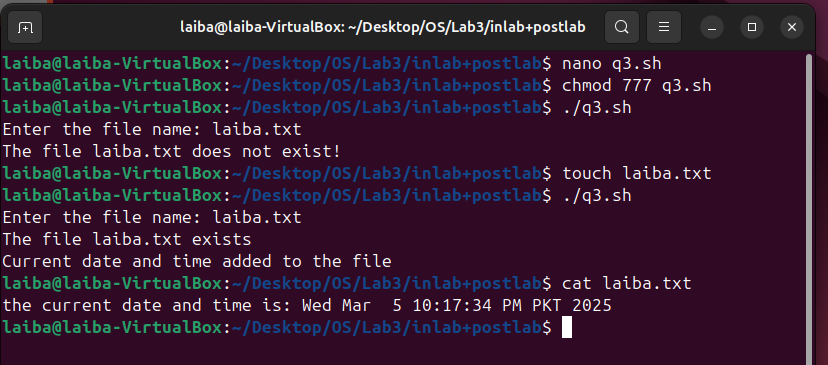 laiba@laiba-VirtualBox: ~/Desktop/OS/Lab3/inlab+postlab
laiba@laiba-VirtualBox:~/Desktop/OS/Lab3/inlab+postlab$ nano q3.sh
laiba@laiba-VirtualBox:~/Desktop/OS/Lab3/inlab+postlab$ chmod 777 q3.sh
laiba@laiba-VirtualBox:~/Desktop/OS/Lab3/inlab+postlab$ ./q3.sh
Enter the file name: laiba.txt
The file laiba.txt does not exist!
laiba@laiba-VirtualBox:~/Desktop/OS/Lab3/inlab+postlab$ touch laiba.txt
laiba@laiba-VirtualBox:~/Desktop/OS/Lab3/inlab+postlab$ ./q3.sh
Enter the file name: laiba.txt
The file laiba.txt exists
Current date and time added to the file
laiba@laiba-VirtualBox:~/Desktop/OS/Lab3/inlab+postlab$ cat laiba.txt
the current date and time is: Wed Mar  5 10:17:34 PM PKT 2025
laiba@laiba-VirtualBox:~/Desktop/OS/Lab3/inlab+postlab$